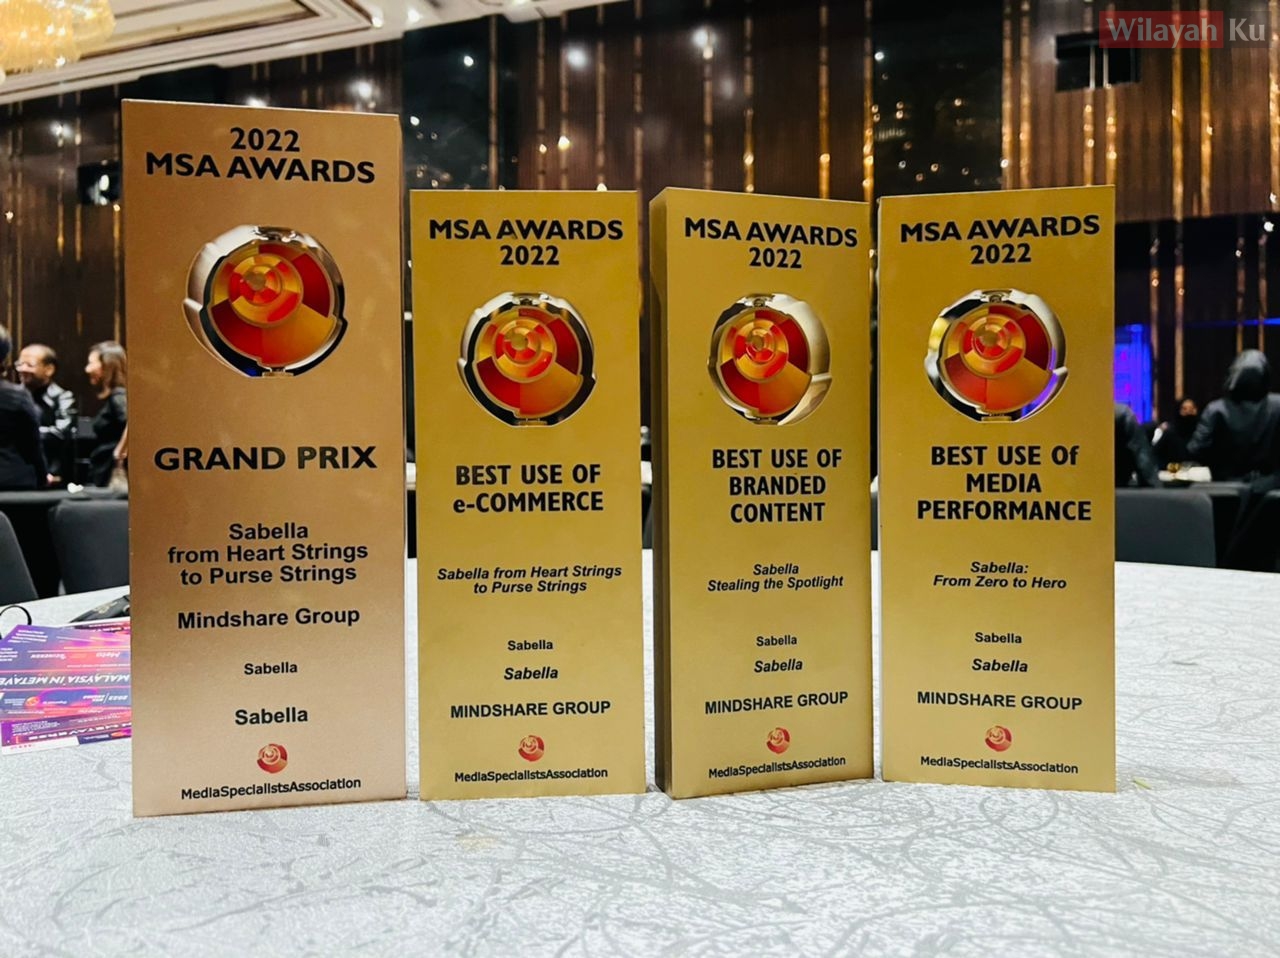 Wilayah Ku
2022
MSA AWARDS
GRAND PRIX
Sabella
from Heart Strings
to Purse Strings
Mindshare Group
Sabella
Sabella
MediaSpecialistsAssociation
MSA AWARDS
2022
BEST USE OF
e-COMMERCE
Sabella from Heart Strings
to Purse Strings
Sabella
Sabella
MINDSHARE GROUP
MediaSpecialistsAssociation
MSA AWARDS
2022
BEST USE OF
BRANDED
CONTENT
Sabella
Stealing the Spotlight
Sabella
Sabella
MINDSHARE GROUP
MediaSpecialistsAssociation
MSA AWARDS
2022
BEST USE Of
MEDIA
PERFORMANCE
Sabella:
From Zero to Hero
Sabella
Sabella
MINDSHARE GROUP
MediaSpecialistsAssociation
MALAYSIA IN METAVE